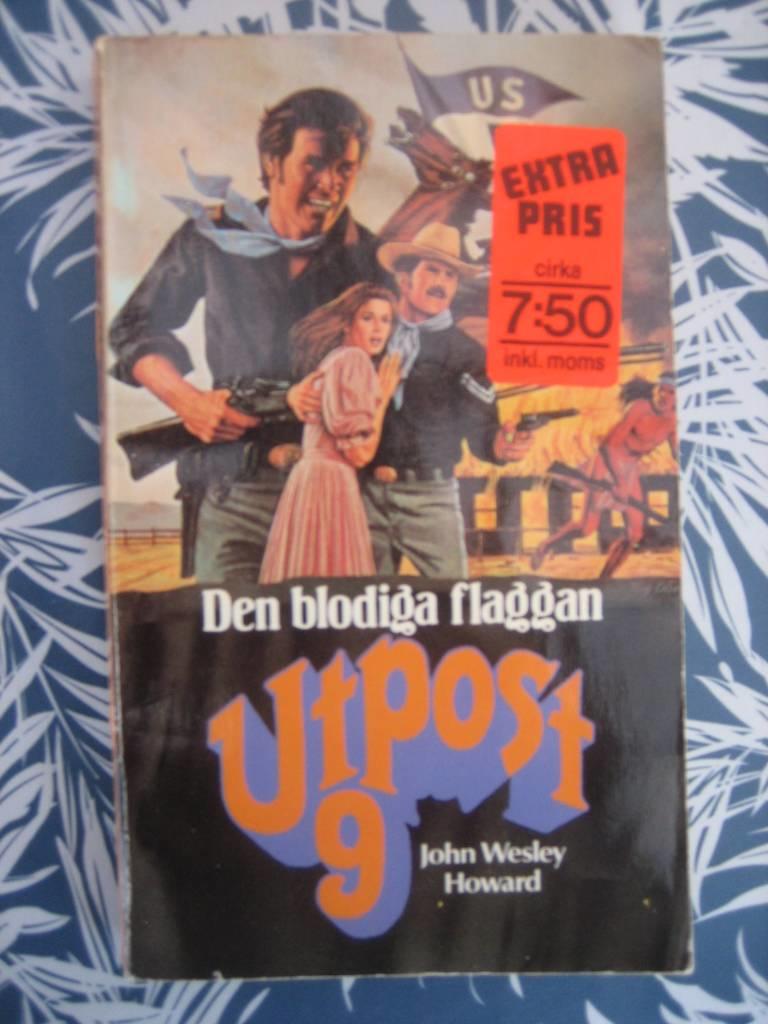 US
EXTRA
PRIS
cirka
7:50
inkl. moms
Den blodiga flaggan
Utpost
9
John Wesley
Howard